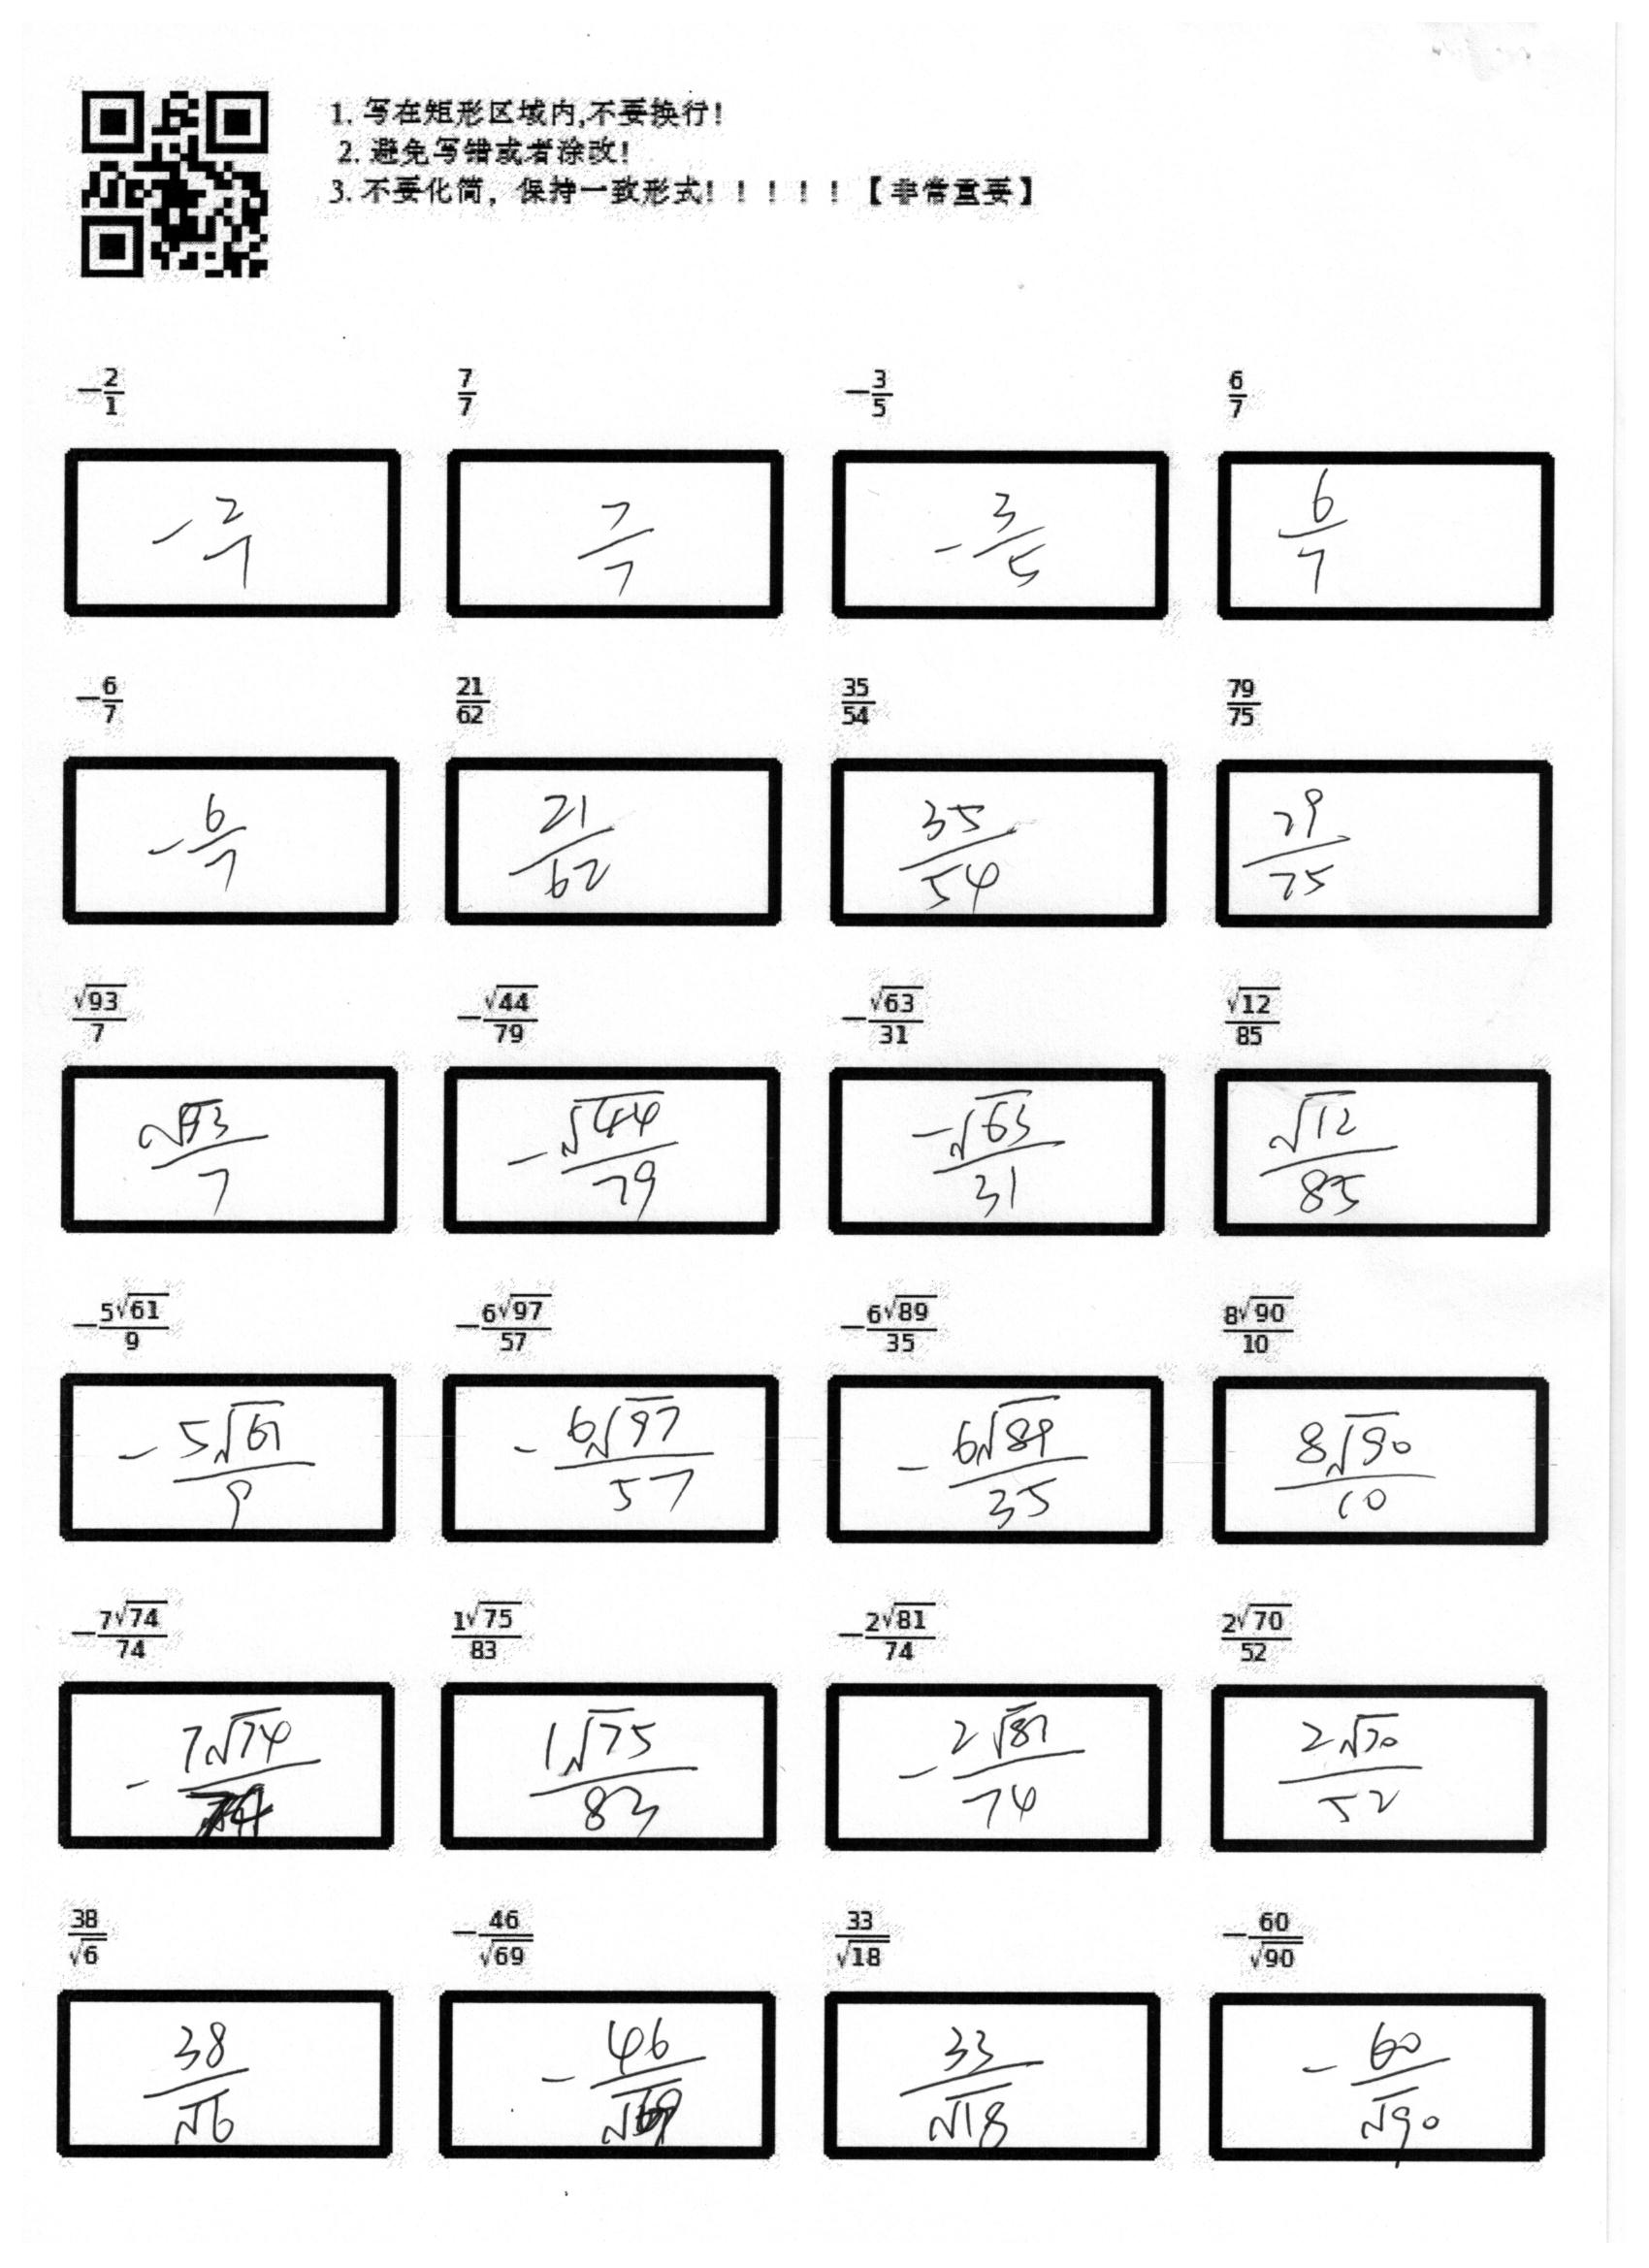 1. 写在矩形区域内,不要换行!
2. 避免写错或者涂改!
3. 不要化简，保持一致形式! ! ! ! ! 【非常重要】
-\frac{2}{1} \frac{7}{7} -\frac{3}{5} \frac{6}{7}
-\frac{2}{1} \frac{7}{7} -\frac{3}{5} \frac{6}{7}
-\frac{6}{7} \frac{21}{62} \frac{35}{54} \frac{79}{75}
-\frac{6}{7} \frac{21}{62} \frac{35}{54} \frac{79}{75}
\frac{\sqrt{93}}{7} -\frac{\sqrt{44}}{79} -\frac{\sqrt{63}}{31} \frac{\sqrt{12}}{85}
\frac{\sqrt{93}}{7} -\frac{\sqrt{44}}{79} \frac{-\sqrt{63}}{31} \frac{\sqrt{12}}{85}
-\frac{5\sqrt{61}}{9} -\frac{6\sqrt{97}}{57} -\frac{6\sqrt{89}}{35} \frac{8\sqrt{90}}{10}
-\frac{5\sqrt{61}}{9} -\frac{6\sqrt{97}}{57} -\frac{6\sqrt{89}}{35} \frac{8\sqrt{90}}{10}
-\frac{7\sqrt{74}}{74} \frac{1\sqrt{75}}{83} -\frac{2\sqrt{81}}{74} \frac{2\sqrt{70}}{52}
-\frac{7\sqrt{74}}{74} \frac{1\sqrt{75}}{83} -\frac{2\sqrt{81}}{74} \frac{2\sqrt{70}}{52}
\frac{38}{\sqrt{6}} -\frac{46}{\sqrt{69}} \frac{33}{\sqrt{18}} -\frac{60}{\sqrt{90}}
\frac{38}{\sqrt{6}} -\frac{46}{\sqrt{69}} \frac{33}{\sqrt{18}} -\frac{60}{\sqrt{90}}